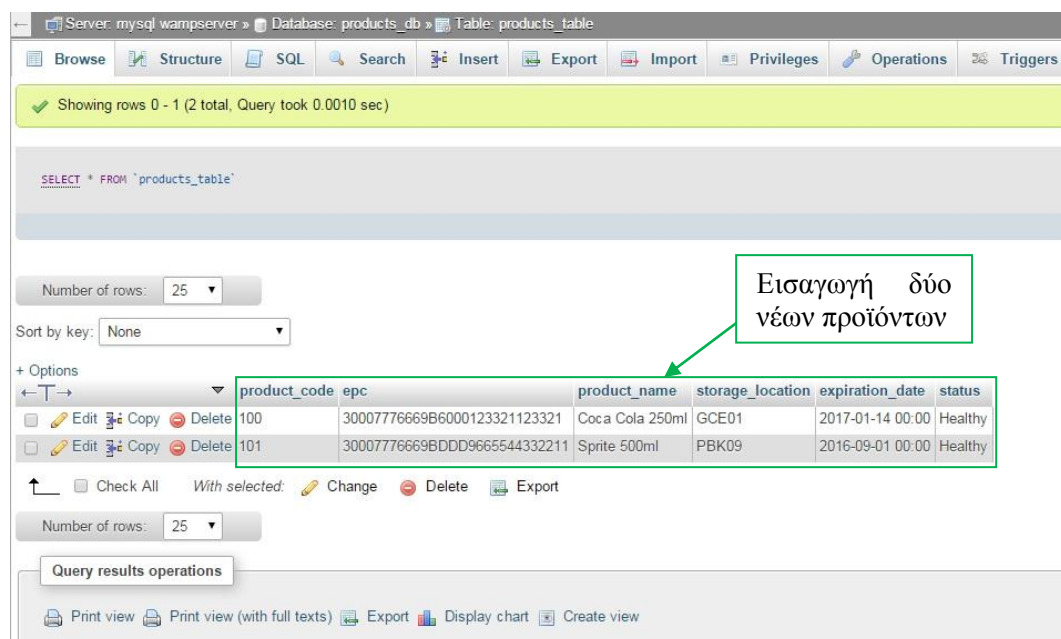 ← Server: mysql wampserver » Database: products_db » Table: products_table
Browse Structure SQL Search Insert Export Import Privileges Operations Triggers
Showing rows 0 - 1 (2 total, Query took 0.0010 sec)
SELECT * FROM `products_table`
Number of rows: 25
Εισαγωγή δύο
νέων προϊόντων
Sort by key: None
+ Options
←T→ product_code epc product_name storage_location expiration_date status
Edit Copy Delete 100 30007776669B6000123321123321 Coca Cola 250ml GCE01 2017-01-14 00:00 Healthy
Edit Copy Delete 101 30007776669BDDD9665544332211 Sprite 500ml PBK09 2016-09-01 00:00 Healthy
Check All With selected: Change Delete Export
Number of rows: 25
Query results operations
Print view Print view (with full texts) Export Display chart Create view